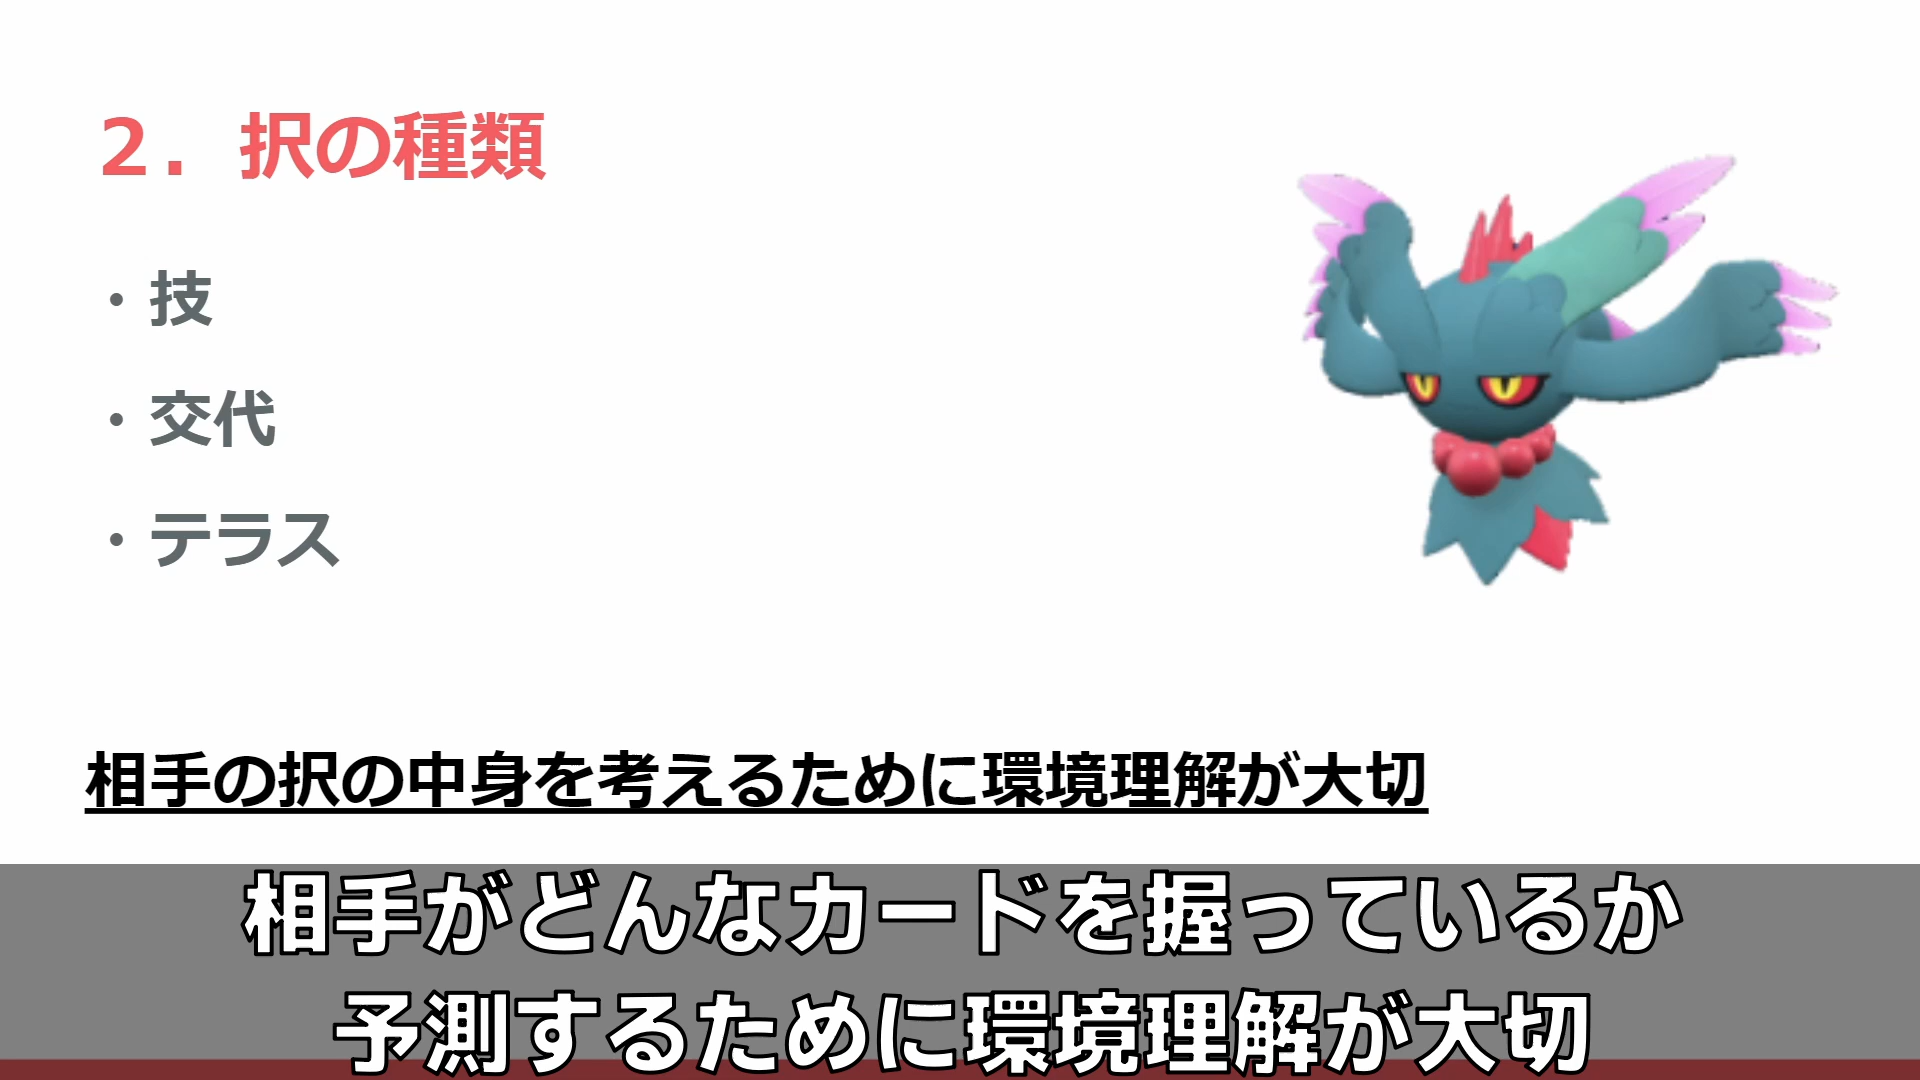 ２．択の種類
・技
・交代
・テラス
相手の択の中身を考えるために環境理解が大切
相手がどんなカードを握っているか
予測するために環境理解が大切